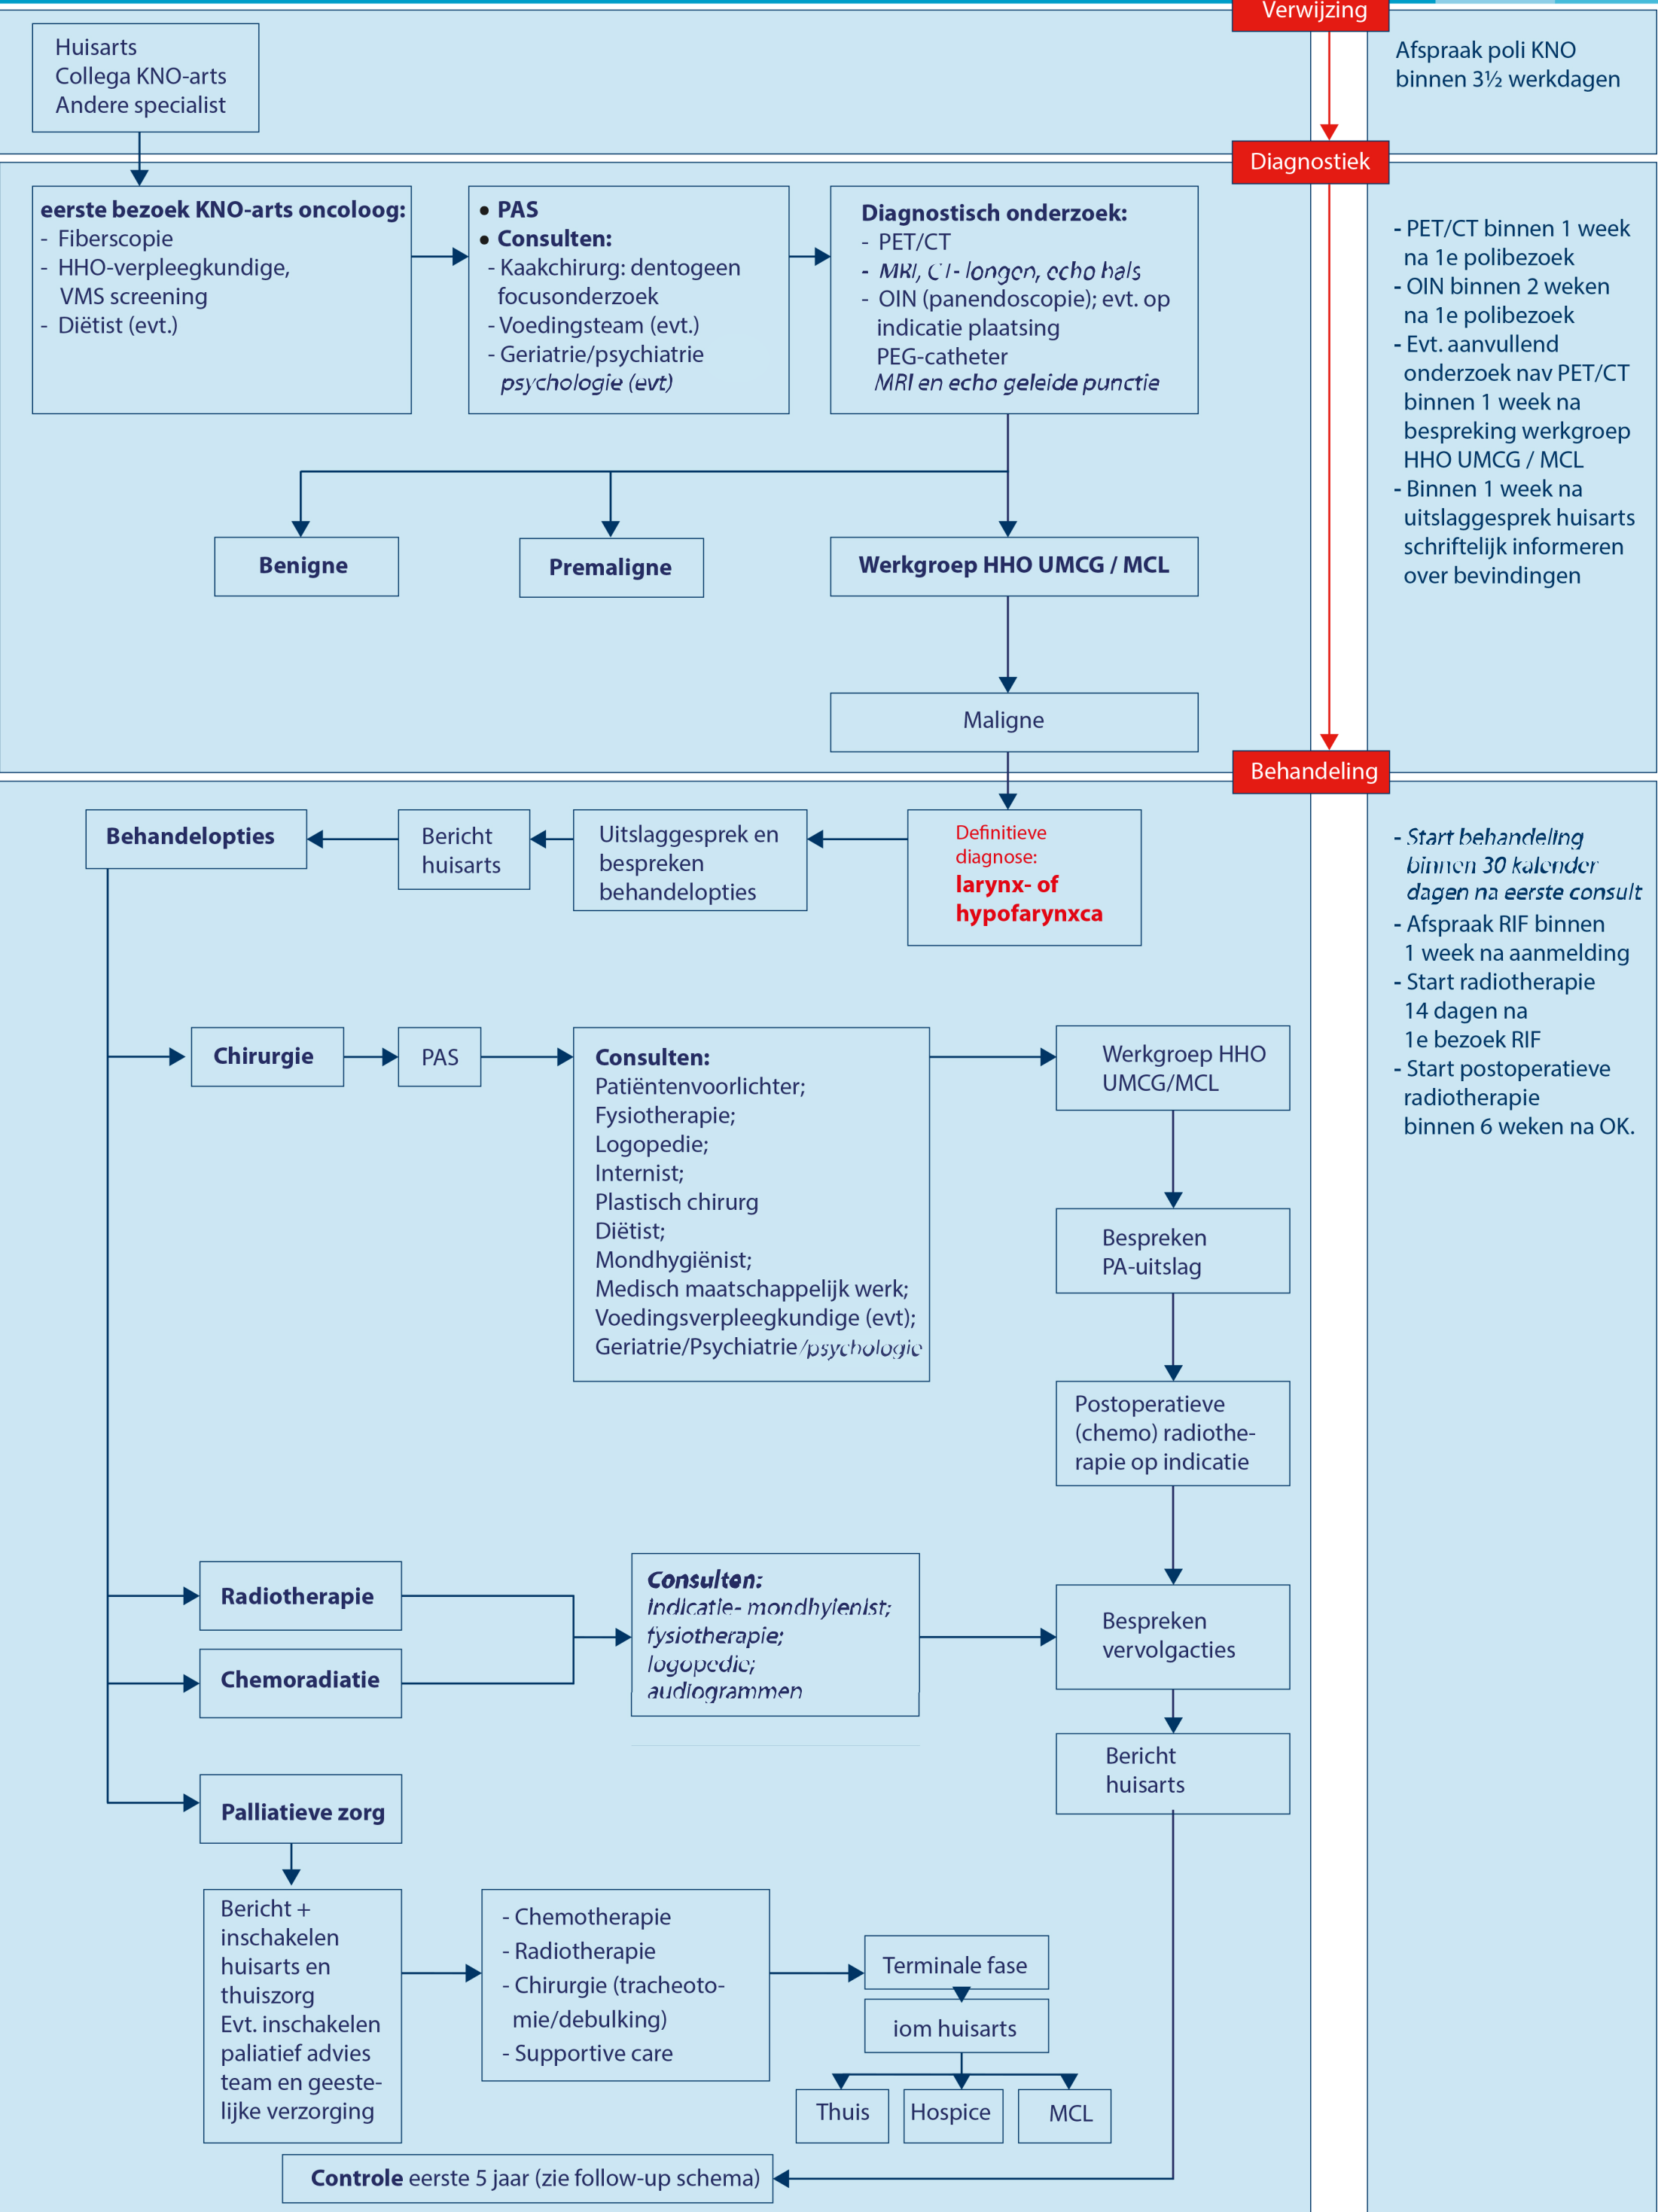 Verwijzing
Huisarts
Collega KNO-arts
Andere specialist
Afspraak poli KNO
binnen 3½ werkdagen
Diagnostiek
eerste bezoek KNO-arts oncoloog:
- Fiberscopie
- HHO-verpleegkundige,
VMS screening
- Diëtist (evt.)
• PAS
• Consulten:
- Kaakchirurg: dentogeen
focusonderzoek
- Voedingsteam (evt.)
- Geriatrie/psychiatrie
psychologie (evt)
Diagnostisch onderzoek:
- PET/CT
- MRI, CT- longen, echo hals
- OIN (panendoscopie); evt. op
indicatie plaatsing
PEG-catheter
MRI en echo geleide punctie
- PET/CT binnen 1 week
na 1e polibezoek
- OIN binnen 2 weken
na 1e polibezoek
- Evt. aanvullend
onderzoek nav PET/CT
binnen 1 week na
bespreking werkgroep
HHO UMCG / MCL
- Binnen 1 week na
uitslaggesprek huisarts
schriftelijk informeren
over bevindingen
Benigne
Premaligne
Werkgroep HHO UMCG / MCL
Maligne
Behandeling
Behandelopties
Bericht
huisarts
Uitslaggesprek en
bespreken
behandelopties
Definitieve
diagnose:
larynx- of
hypofarynxca
- Start behandeling
binnen 30 kalender
dagen na eerste consult
- Afspraak RIF binnen
1 week na aanmelding
- Start radiotherapie
14 dagen na
1e bezoek RIF
- Start postoperatieve
radiotherapie
binnen 6 weken na OK.
Chirurgie
PAS
Consulten:
Patiëntenvoorlichter;
Fysiotherapie;
Logopedie;
Internist;
Plastisch chirurg
Diëtist;
Mondhygiënist;
Medisch maatschappelijk werk;
Voedingsverpleegkundige (evt);
Geriatrie/Psychiatrie/psychologie
Werkgroep HHO
UMCG/MCL
Bespreken
PA-uitslag
Postoperatieve
(chemo) radiothe-
rapie op indicatie
Radiotherapie
Chemoradiatie
Consulten:
indicatie- mondhyienist;
fysiotherapie;
logopedie;
audiogrammen
Bespreken
vervolgacties
Bericht
huisarts
Palliatieve zorg
Bericht +
inschakelen
huisarts en
thuiszorg
Evt. inschakelen
paliatief advies
team en geeste-
lijke verzorging
- Chemotherapie
- Radiotherapie
- Chirurgie (tracheoto-
mie/debulking)
- Supportive care
Terminale fase
iom huisarts
Thuis
Hospice
MCL
Controle eerste 5 jaar (zie follow-up schema)